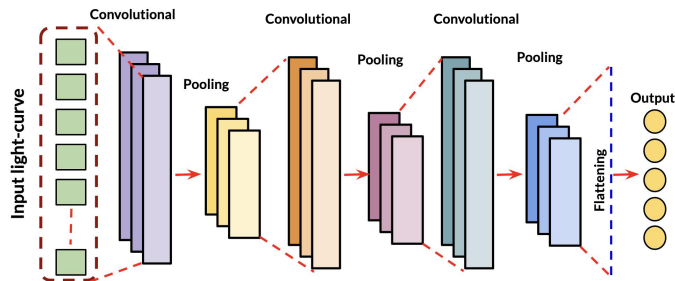 Convolutional
Convolutional
Convolutional
Pooling
Pooling
Pooling
Output
Input light-curve
Flattening